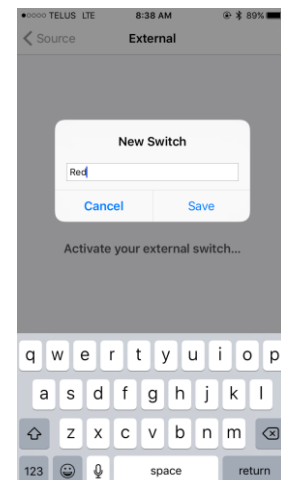 TELUS LTE 8:38 AM 89%
Source External
New Switch
Red
Cancel Save
Activate your external switch...
q w e r t y u i o p
a s d f g h j k l
z x c v b n m
123 space return